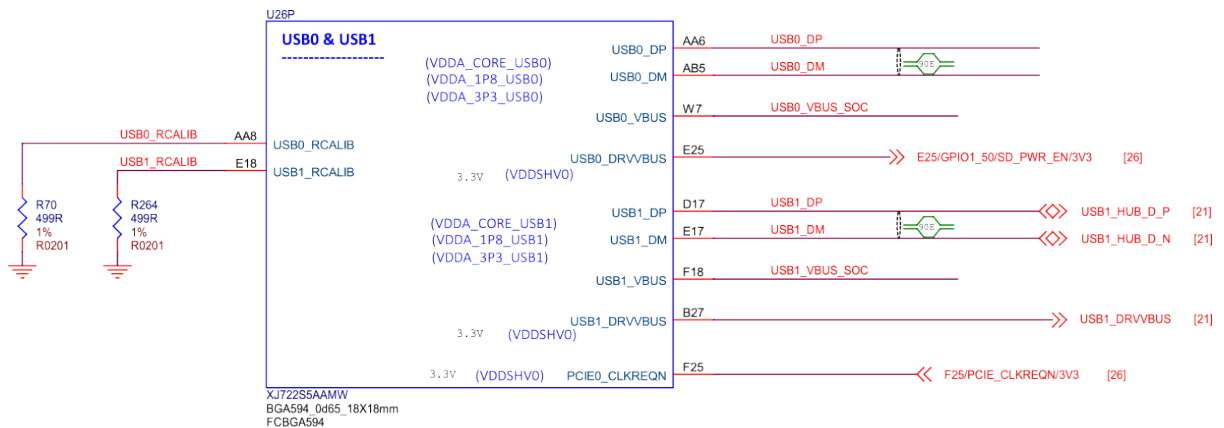 U26P
USB0 & USB1
-------------------
(VDDA_CORE_USB0)
(VDDA_1P8_USB0)
(VDDA_3P3_USB0)
USB0_DP AA6 USB0_DP
90E
USB0_DM AB5 USB0_DM
USB0_VBUS W7 USB0_VBUS_SOC
USB0_RCALIB AA8 USB0_RCALIB
USB0_DRVVBUS E25 E25/GPIO1_50/SD_PWR_EN/3V3 [26]
USB1_RCALIB E18 USB1_RCALIB
3.3V (VDDSHV0)
R70
499R
1%
R0201
R264
499R
1%
R0201
USB1_DP D17 USB1_DP USB1_HUB_D_P [21]
(VDDA_CORE_USB1)
(VDDA_1P8_USB1)
(VDDA_3P3_USB1)
90E
USB1_DM E17 USB1_DM USB1_HUB_D_N [21]
USB1_VBUS F18 USB1_VBUS_SOC
USB1_DRVVBUS B27 USB1_DRVVBUS [21]
3.3V (VDDSHV0)
3.3V (VDDSHV0) PCIE0_CLKREQN F25 F25/PCIE_CLKREQN/3V3 [26]
XJ722S5AAMW
BGA594_0d65_18X18mm
FCBGA594